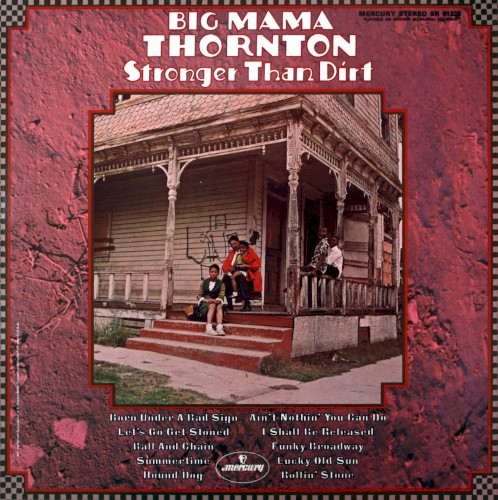 BIG MAMA
THORNTON
Stronger Than Dirt
MERCURY STEREO SR 61225
Born Under A Bad Sign
Ain't Nothin' You Can Do
Let's Go Get Stoned
I Shall Be Released
Ball And Chain
Funky Broadway
Summertime
Lucky Old Sun
Hound Dog
mercury
Rollin' Stone